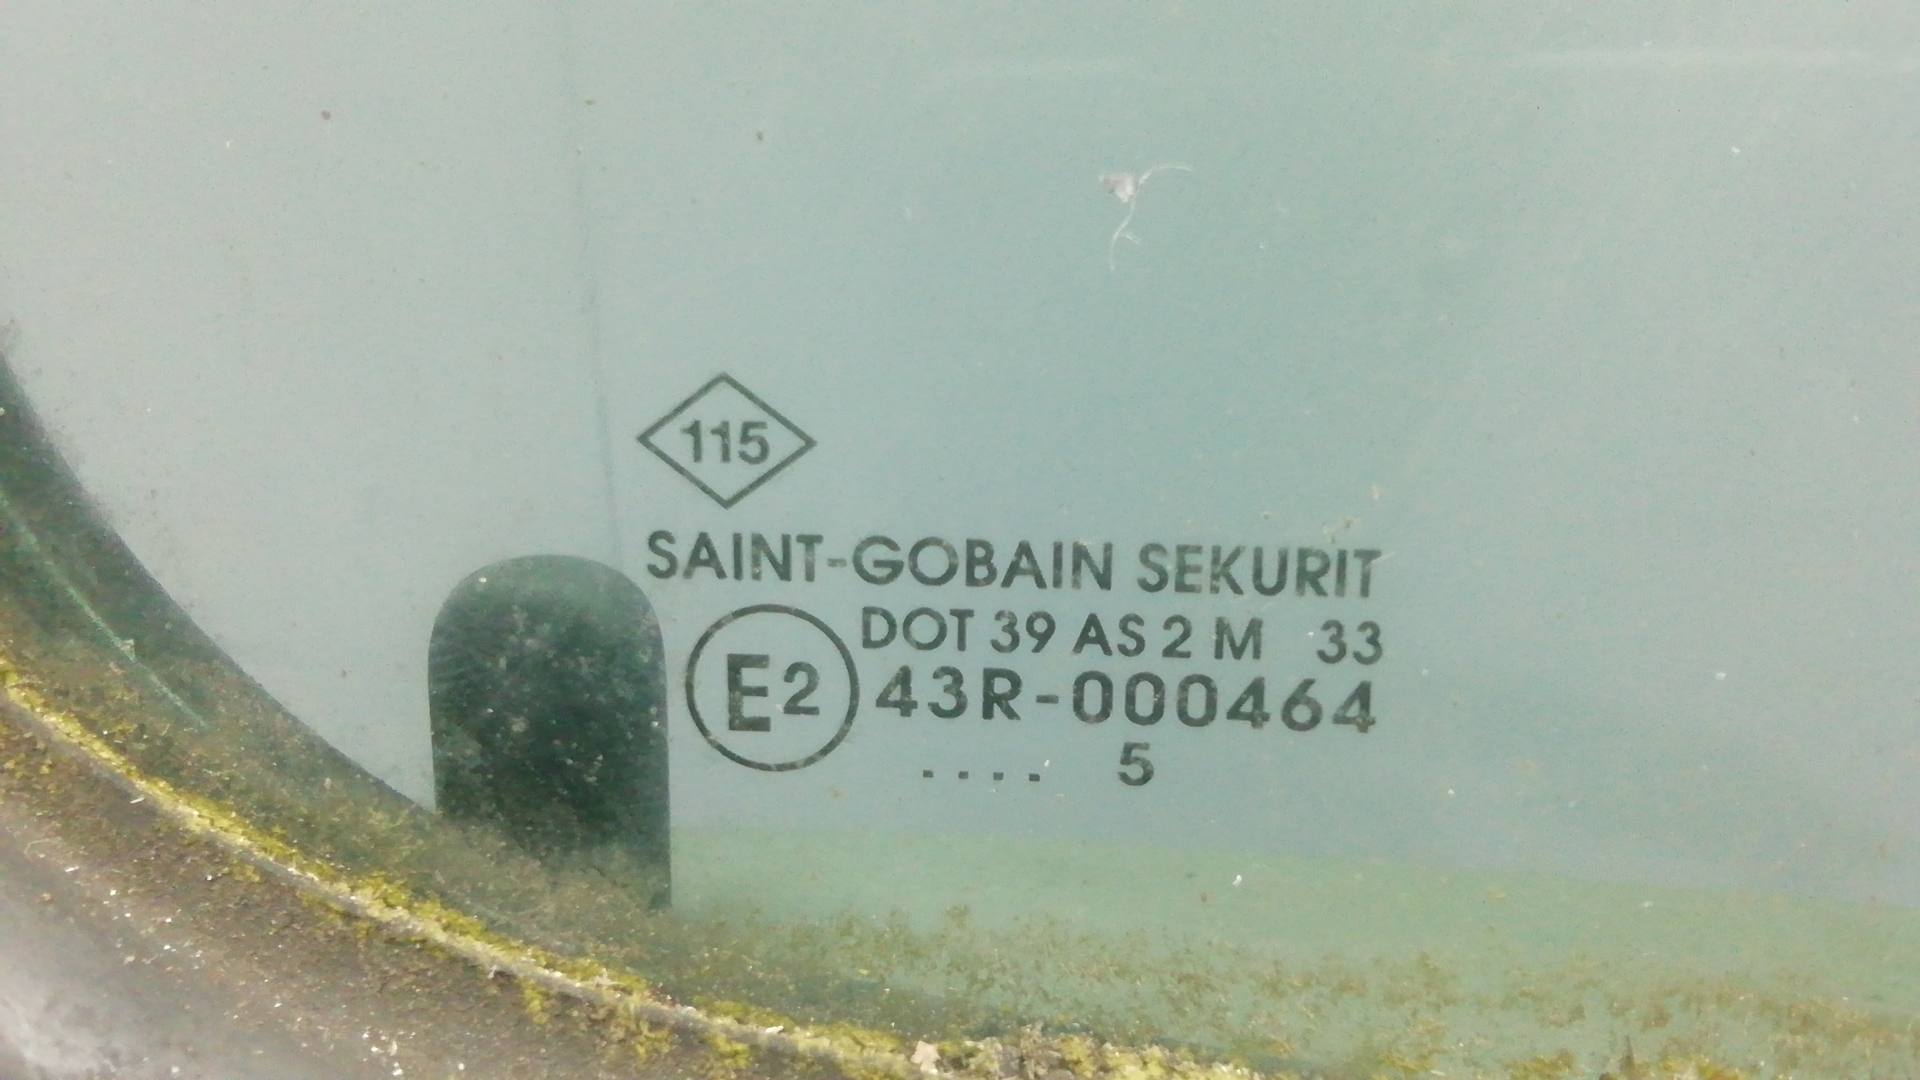 115
SAINT-GOBAIN SEKURIT
DOT 39 AS 2 M 33
E2 43R-000464
.... 5